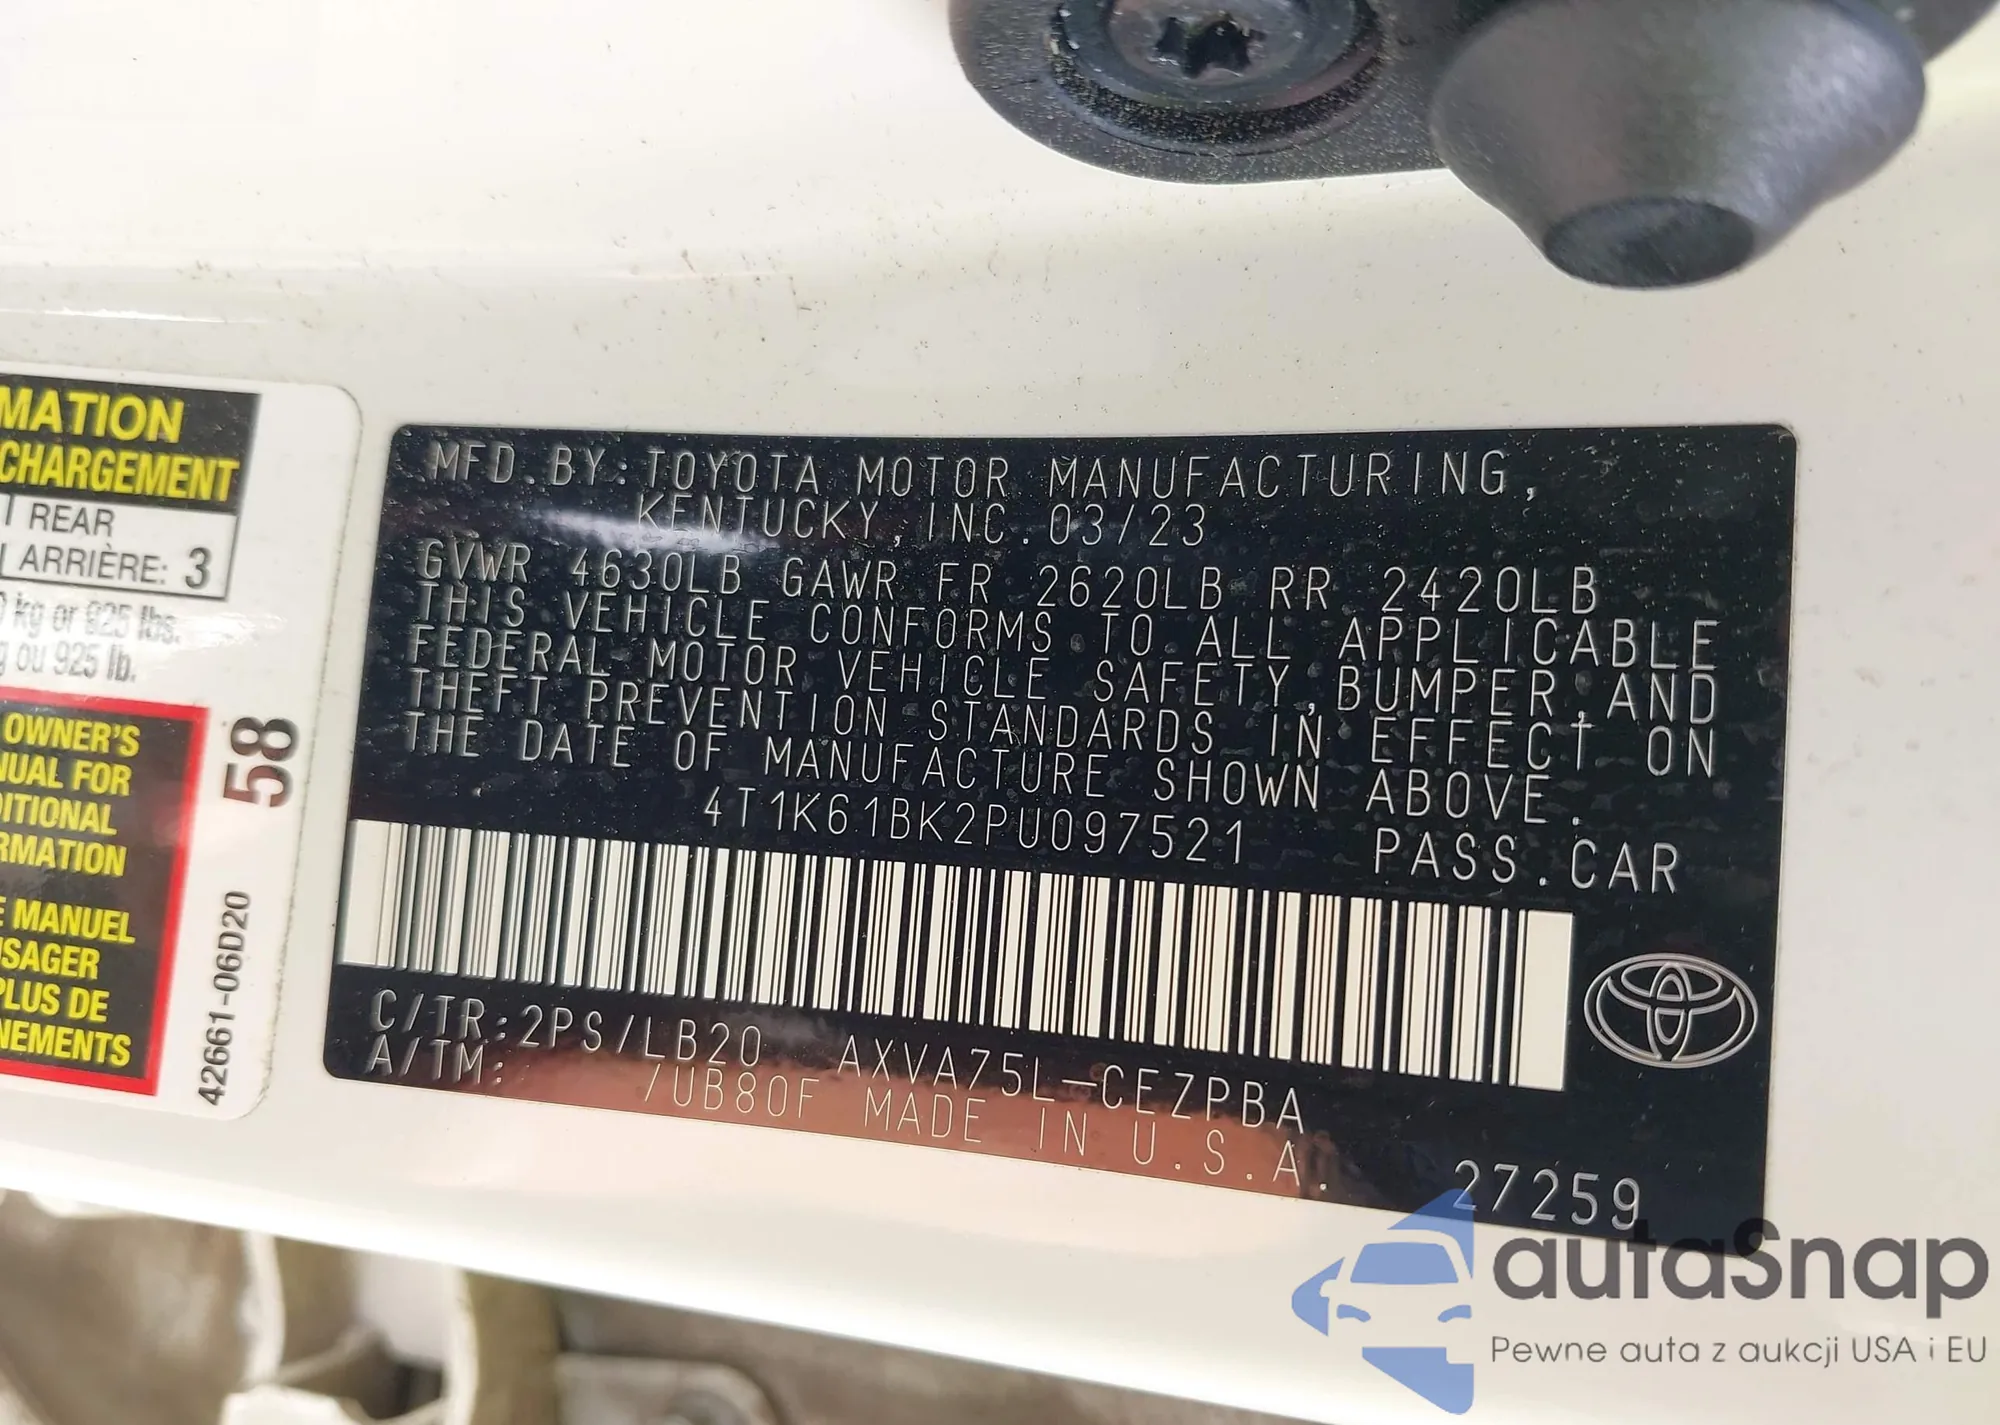 MATION
CHARGEMENT
REAR
ARRIÈRE: 3
kg or 825 lbs.
ou 925 lb.
OWNER'S
NUAL FOR
DITIONAL
RMATION
E MANUEL
USAGER
PLUS DE
NEMENTS
58
42661-06D20
MFD.BY:TOYOTA MOTOR MANUFACTURING,
KENTUCKY,INC.03/23
GVWR 4630LB GAWR FR 2620LB RR 2420LB
THIS VEHICLE CONFORMS TO ALL APPLICABLE
FEDERAL MOTOR VEHICLE SAFETY,BUMPER,AND
THEFT PREVENTION STANDARDS IN EFFECT ON
THE DATE OF MANUFACTURE SHOWN ABOVE.
4T1K61BK2PU097521 PASS.CAR
C/TR:2PS/LB20 AXVA75L-CEZPBA
A/TM: /UB80F MADE IN U.S.A.
27259
autaSnap
Pewne auta z aukcji USA i EU